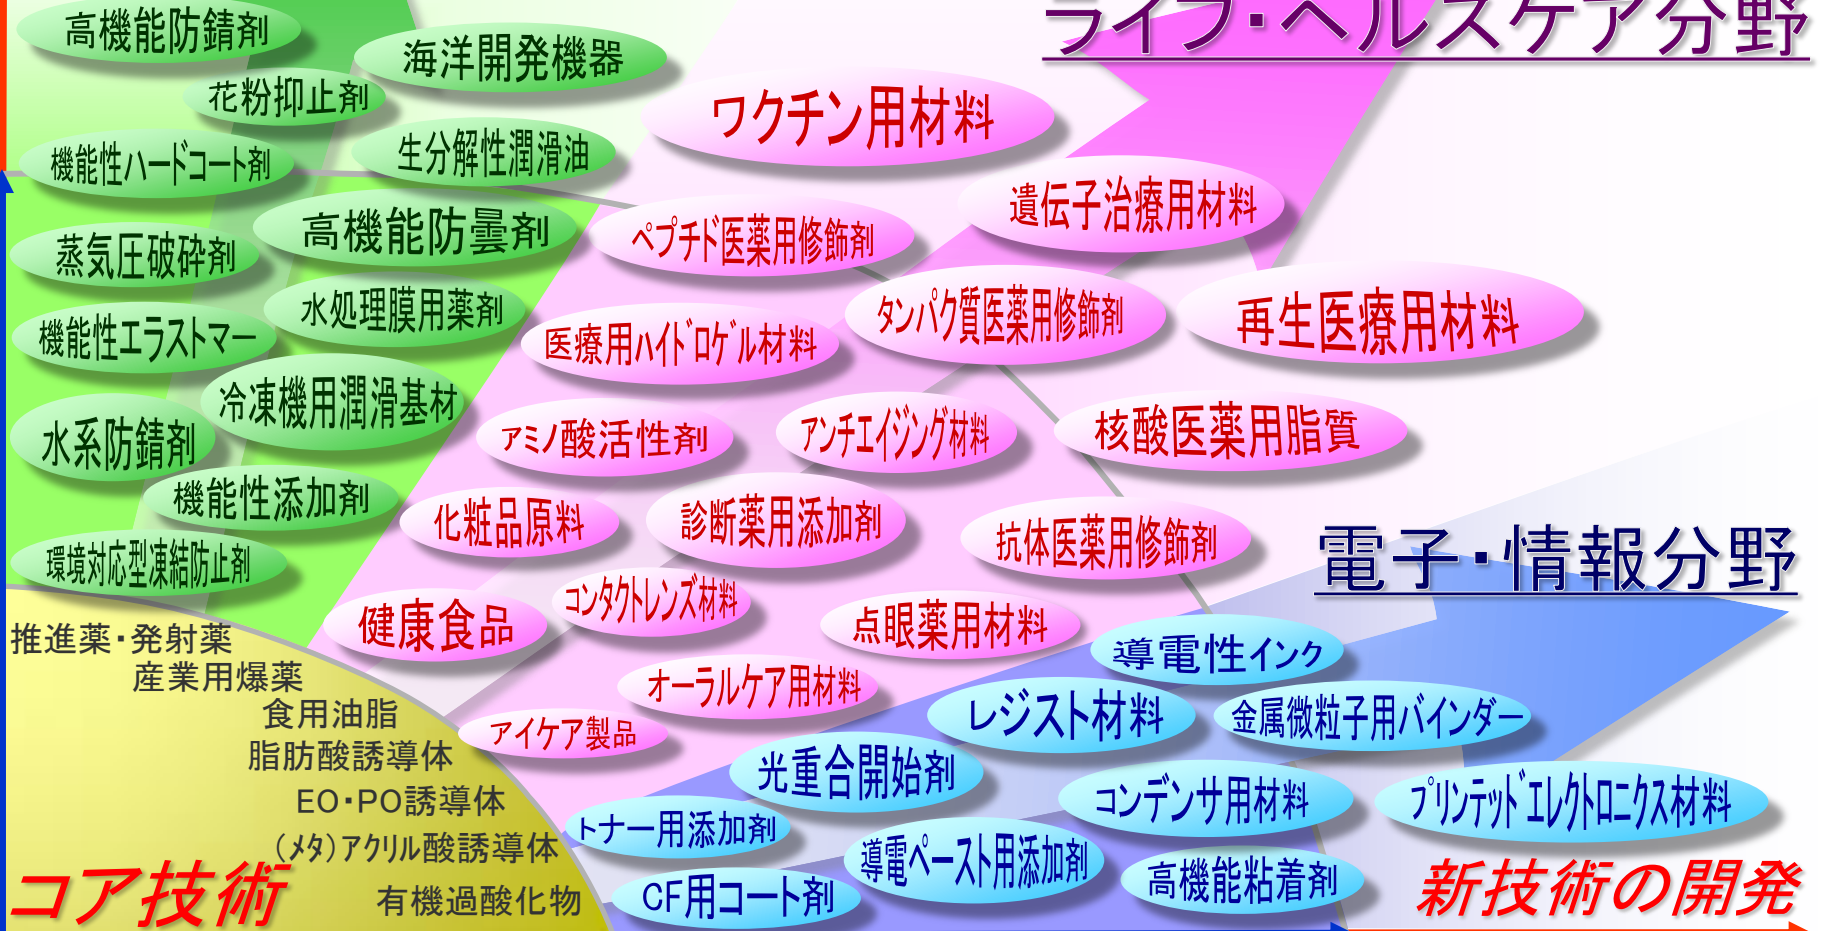 ライフ・ヘルスケア分野
高機能防錆剤
海洋開発機器
花粉抑止剤
ワクチン用材料
機能性ハードコート剤
生分解性潤滑油
遺伝子治療用材料
高機能防曇剤
ペプチド医薬用修飾剤
蒸気圧破砕剤
水処理膜用薬剤
タンパク質医薬用修飾剤
再生医療用材料
機能性エラストマー
医療用ハイドロゲル材料
冷凍機用潤滑基材
水系防錆剤
アミノ酸活性剤
アンチエイジング材料
核酸医薬用脂質
機能性添加剤
化粧品原料
診断薬用添加剤
抗体医薬用修飾剤
環境対応型凍結防止剤
電子・情報分野
健康食品
コンタクトレンズ材料
点眼薬用材料
導電性インク
推進薬・発射薬
産業用爆薬
食用油脂
脂肪酸誘導体
EO・PO誘導体
(メタ)アクリル酸誘導体
有機過酸化物
オーラルケア用材料
アイケア製品
レジスト材料
金属微粒子用バインダー
光重合開始剤
コンデンサ用材料
プリンテッドエレクトロニクス材料
トナー用添加剤
導電ペースト用添加剤
高機能粘着剤
CF用コート剤
コア技術
新技術の開発